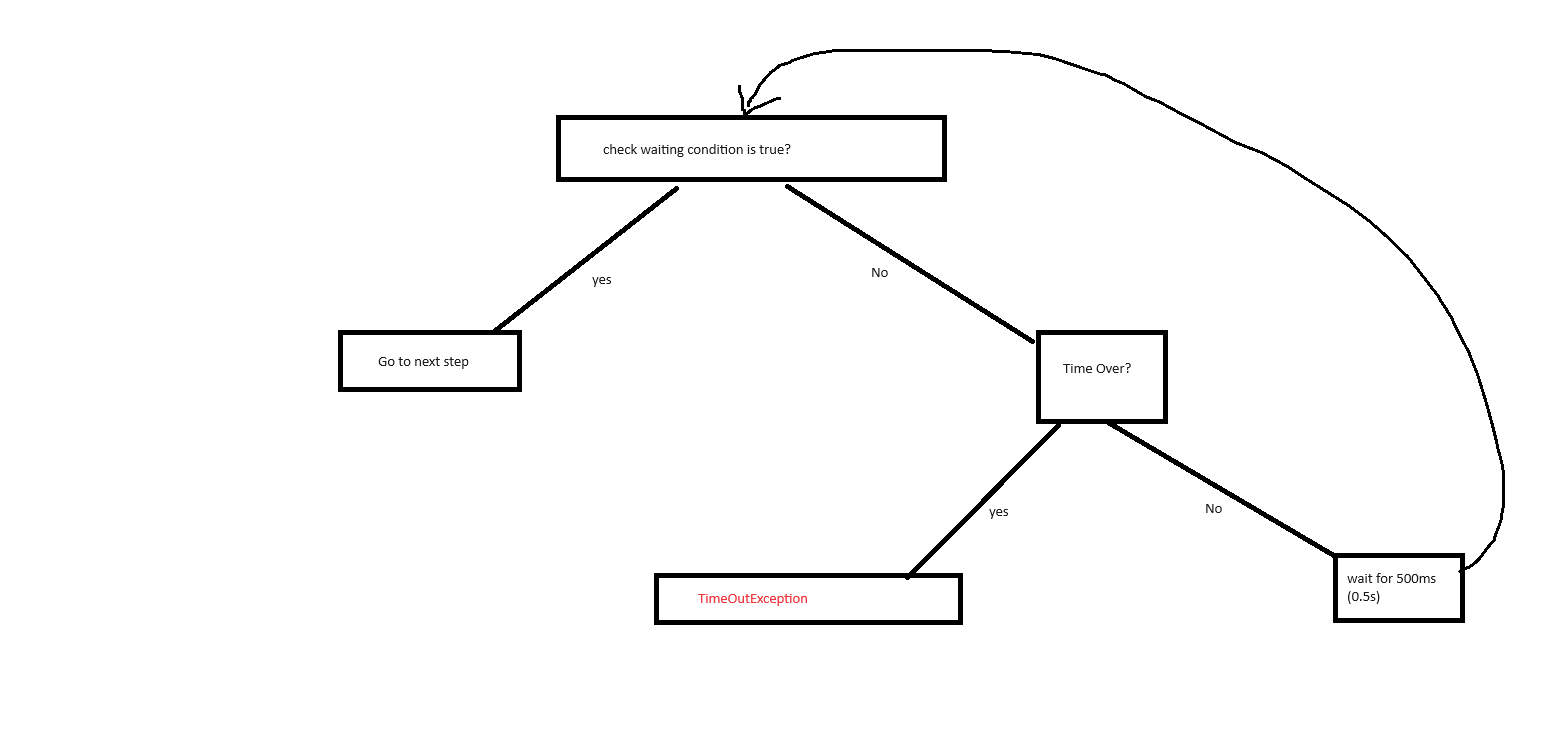 check waiting condition is true?
yes
No
Go to next step
Time Over?
yes
No
TimeOutException
wait for 500ms
(0.5s)